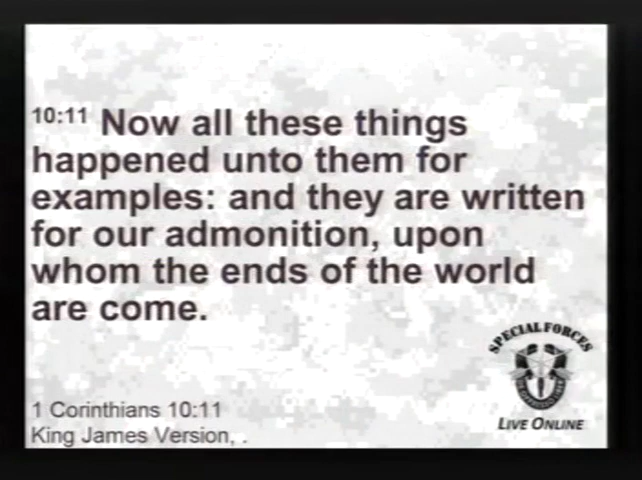 10:11 Now all these things
happened unto them for
examples: and they are written
for our admonition, upon
whom the ends of the world
are come.
SPECIAL FORCES
LIVE ONLINE
1 Corinthians 10:11
King James Version, .